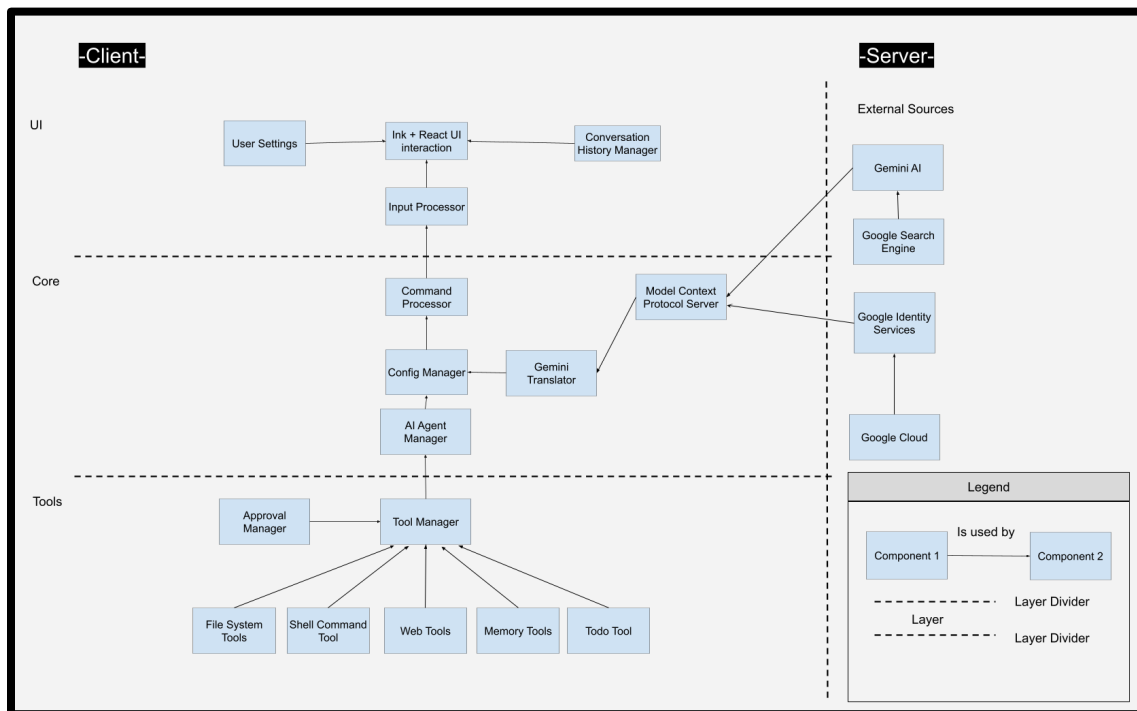 -Client-
-Server-
UI
External Sources
User Settings
Ink + React UI
interaction
Conversation
History Manager
Gemini AI
Input Processor
Google Search
Engine
Core
Command
Processor
Model Context
Protocol Server
Google Identity
Services
Config Manager
Gemini
Translator
AI Agent
Manager
Google Cloud
Tools
Approval
Manager
Tool Manager
File System
Tools
Shell Command
Tool
Web Tools
Memory Tools
Todo Tool
Legend
Is used by
Component 1
Component 2
Layer Divider
Layer
Layer Divider